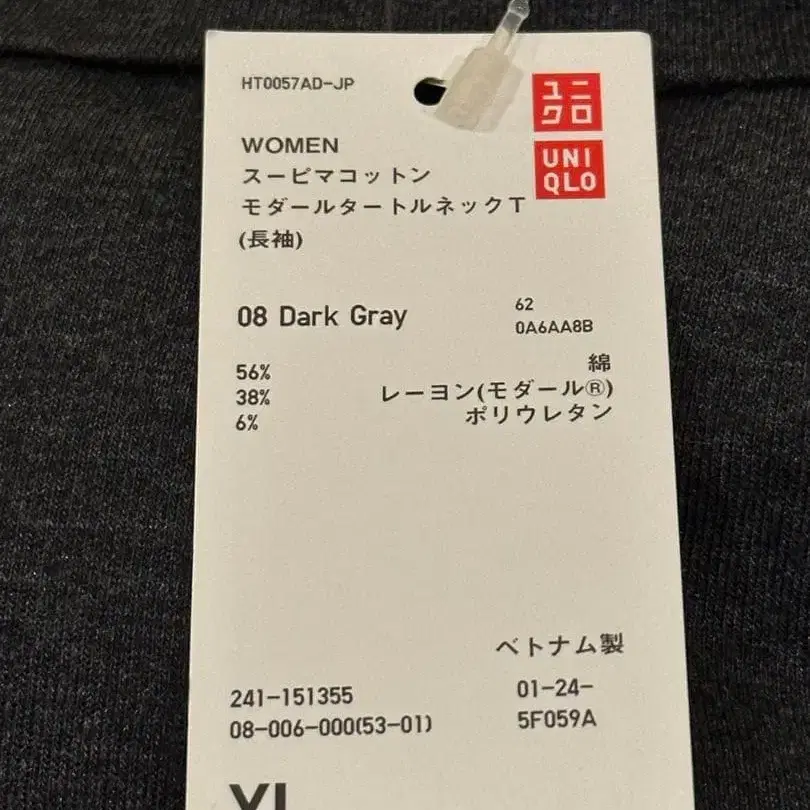 HT0057AD-JP
ユニ
クロ
UNI
QLO
WOMEN
スーピマコットン
モダールタートルネックT
(長袖)
08 Dark Gray
62
0A6AA8B
56% 綿
38% レーヨン(モダール®)
6% ポリウレタン
ベトナム製
241-151355 01-24-
08-006-000(53-01) 5F059A
XL